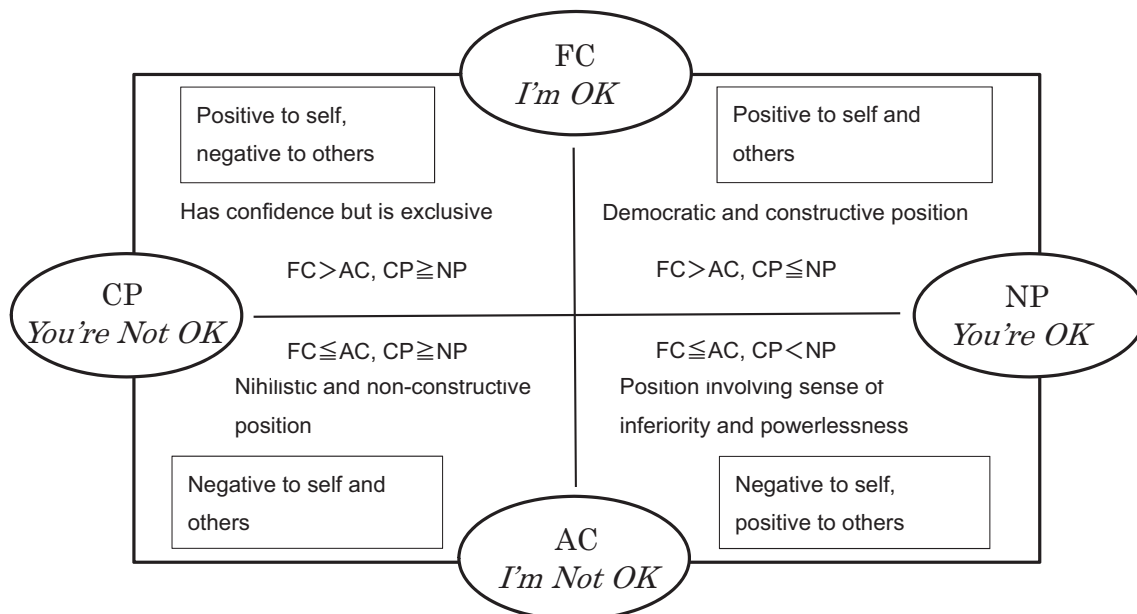 FC
I'm OK
Positive to self,
negative to others
Positive to self and
others
Has confidence but is exclusive
Democratic and constructive position
FC>AC, CP≧NP
FC>AC, CP≦NP
CP
You're Not OK
NP
You're OK
FC≦AC, CP≧NP
FC≦AC, CP<NP
Nihilistic and non-constructive
position
Position involving sense of
inferiority and powerlessness
Negative to self and
others
Negative to self,
positive to others
AC
I'm Not OK